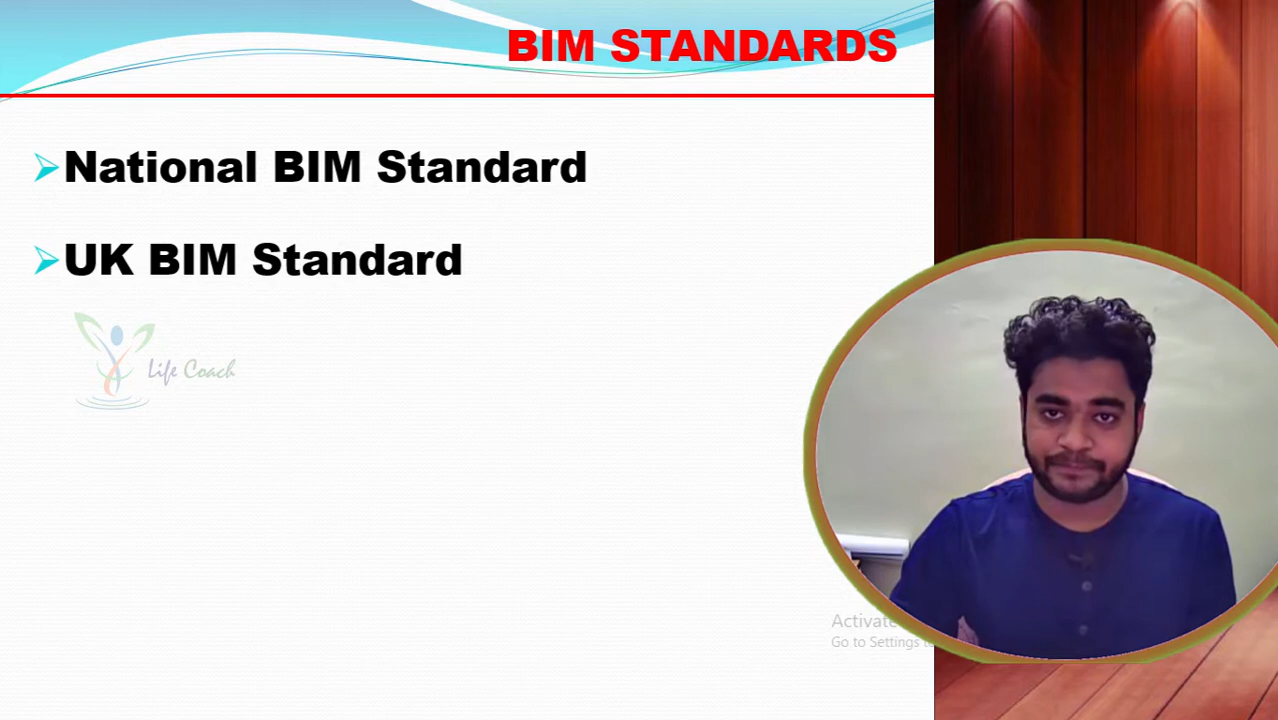 BIM STANDARDS
National BIM Standard
UK BIM Standard
Life Coach
Activate
Go to Settings